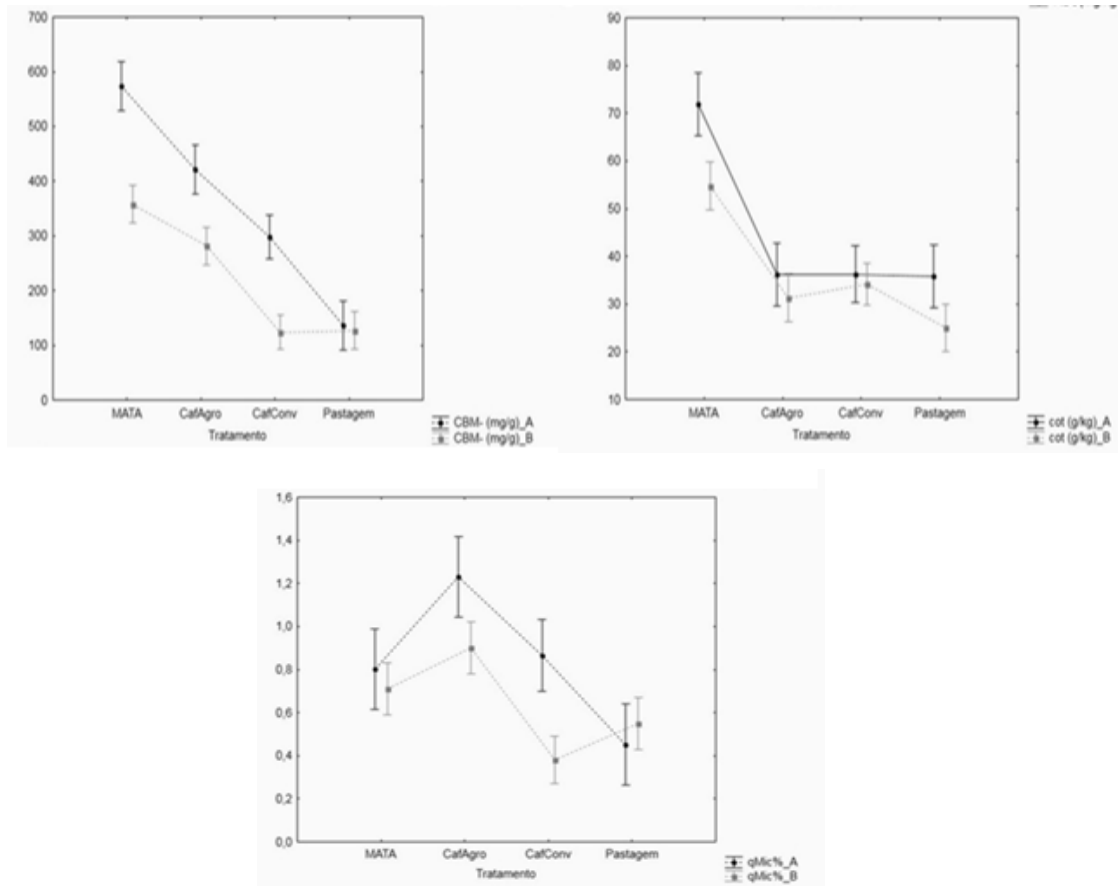 700
600
500
400
300
200
100
0
MATA CafAgro CafConv Pastagem
Tratamento
CBM- (mg/g)_A
CBM- (mg/g)_B
90
80
70
60
50
40
30
20
10
MATA CafAgro CafConv Pastagem
Tratamento
cot (g/kg)_A
cot (g/kg)_B
1,6
1,4
1,2
1,0
0,8
0,6
0,4
0,2
0,0
MATA CafAgro CafConv Pastagem
Tratamento
qMic%_A
qMic%_B